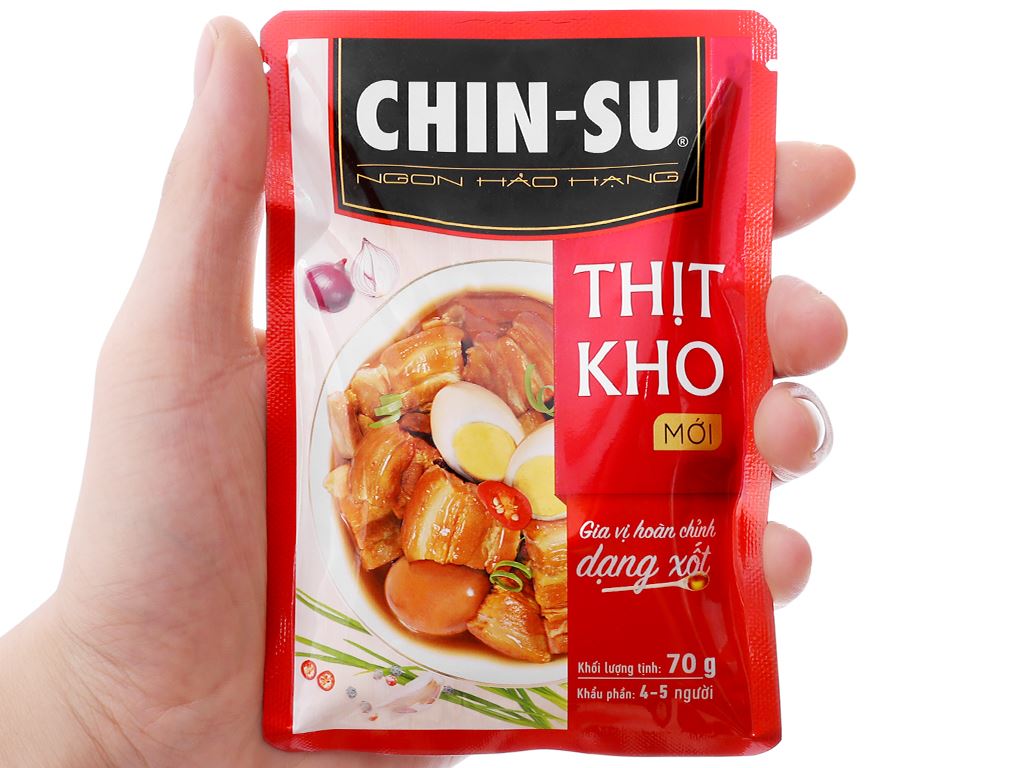 CHIN-SU®
NGON HẢO HẠNG
THỊT
KHO
MỚI
Gia vị hoàn chỉnh
dạng xốt
Khối lượng tịnh: 70 g
Khẩu phần: 4-5 người